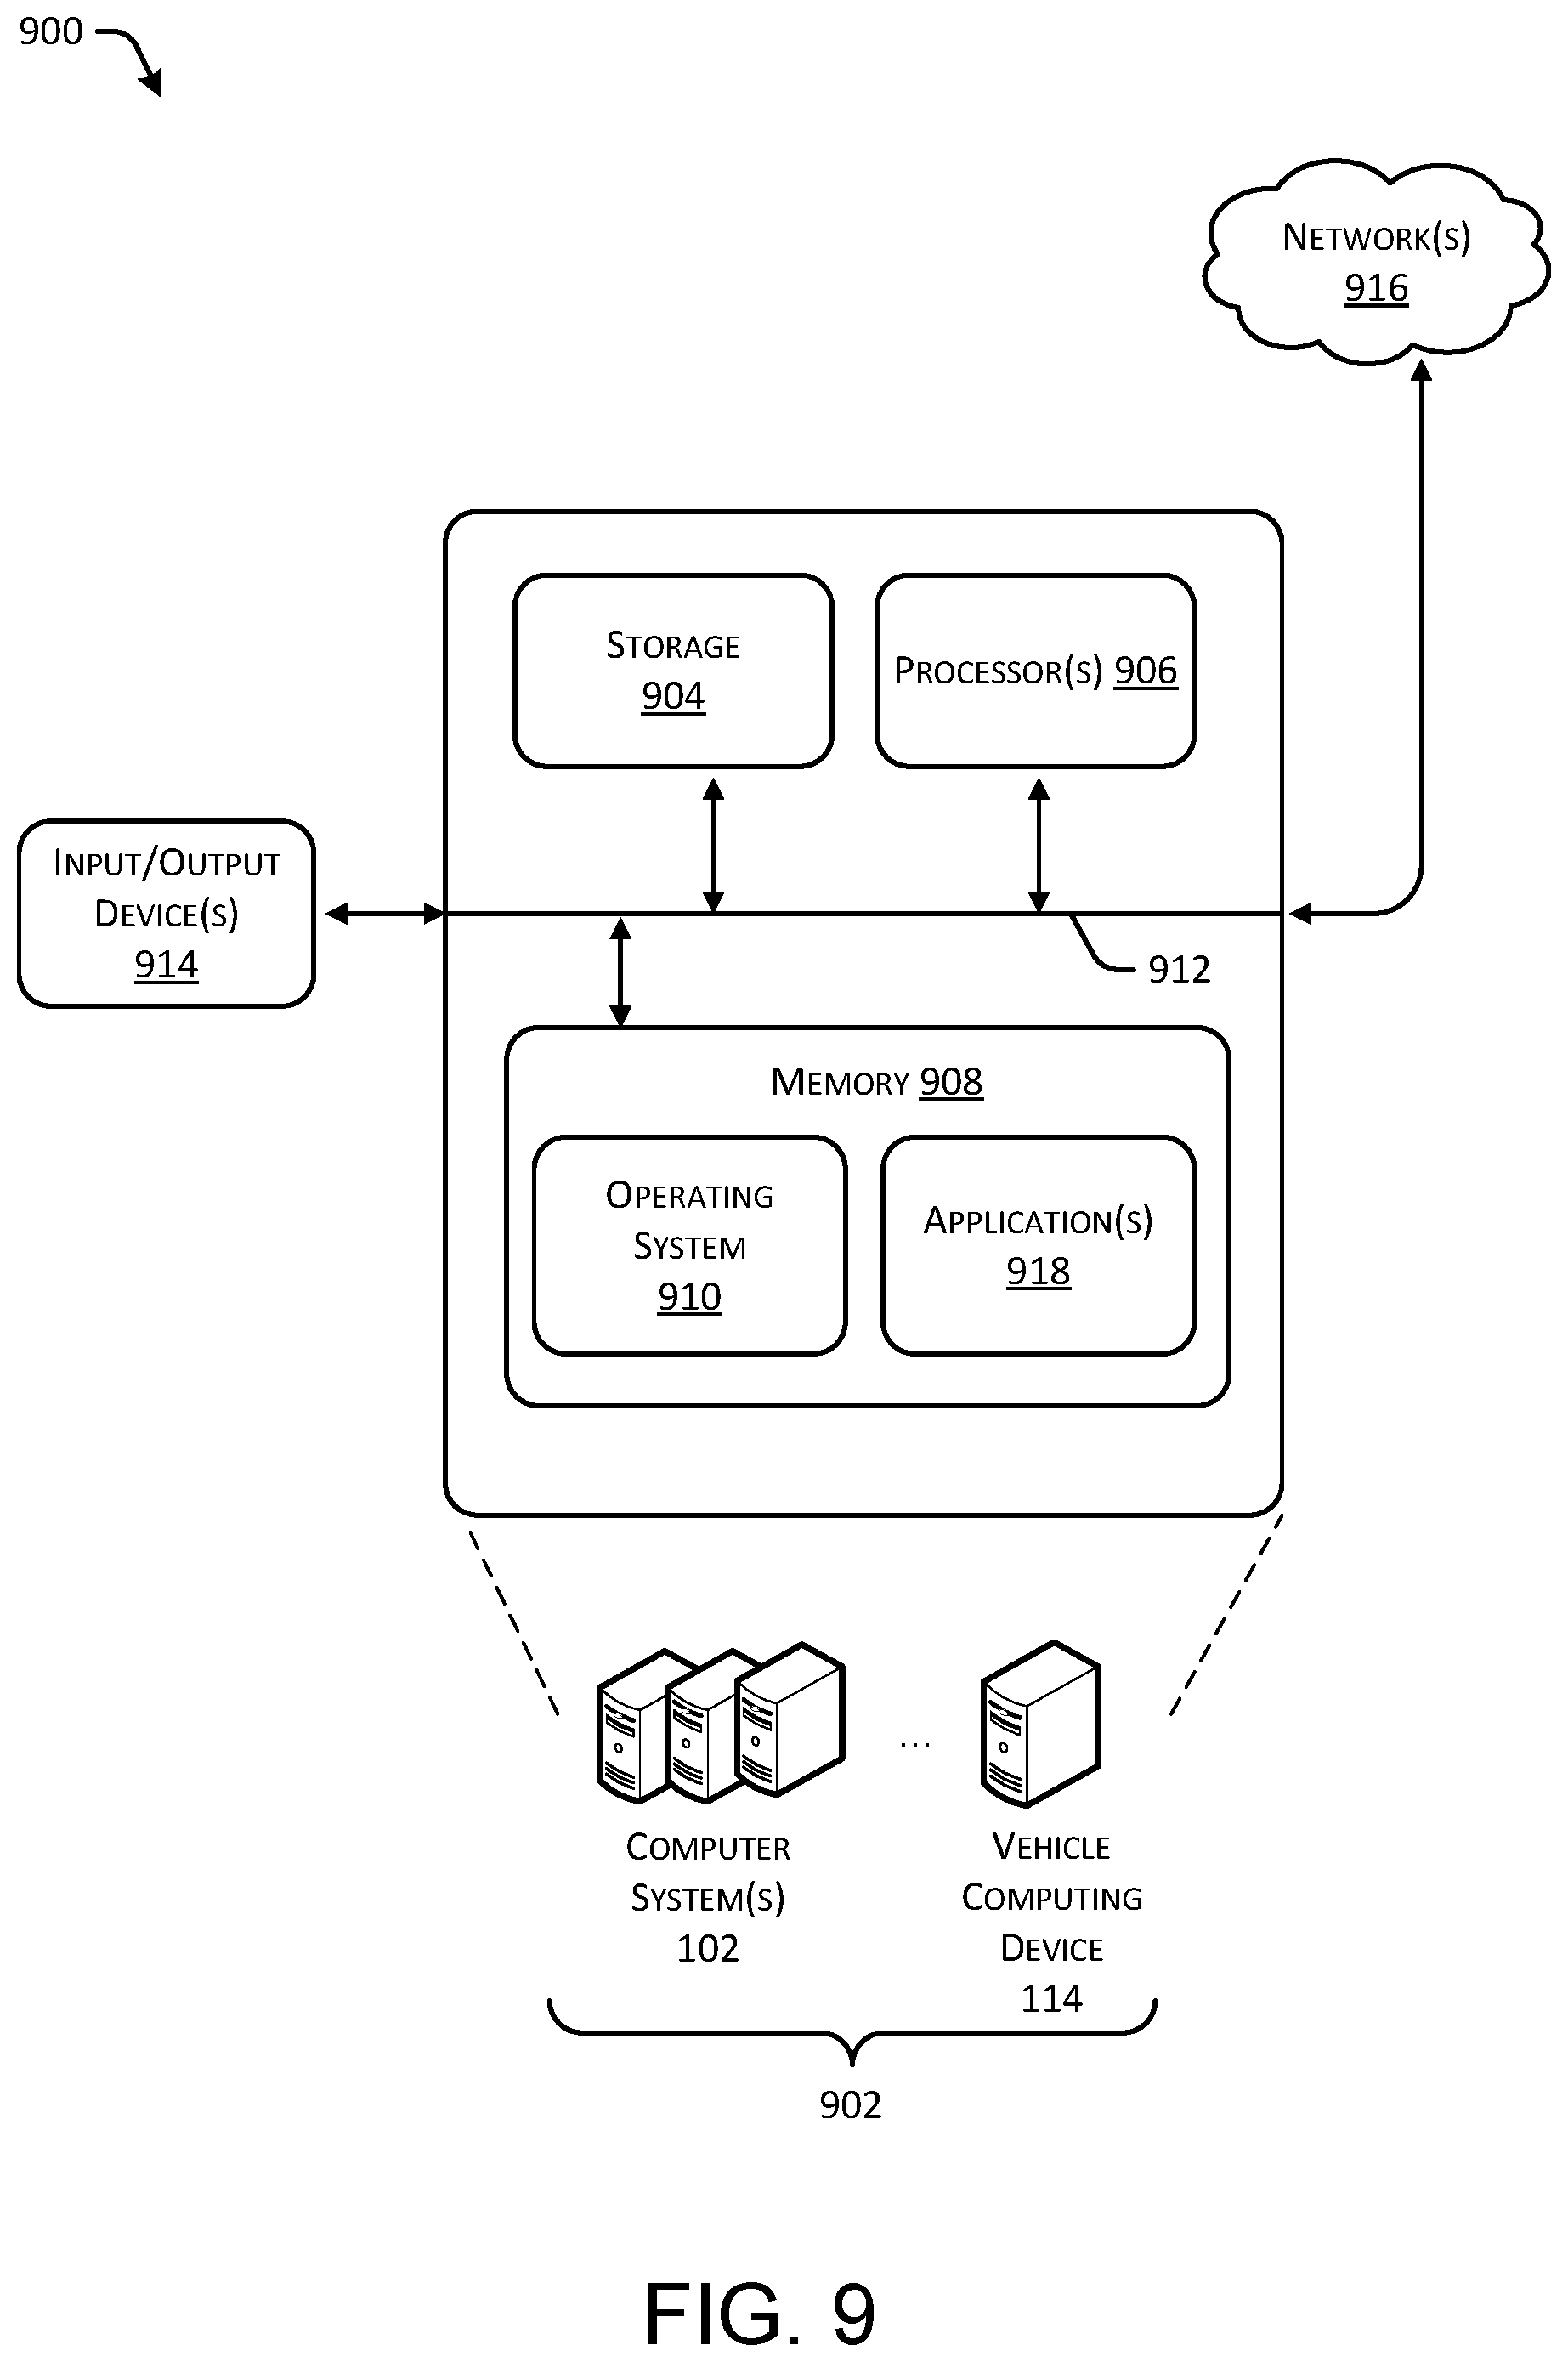 900
NETWORK(S)
916
STORAGE
904
PROCESSOR(S) 906
INPUT/OUTPUT
DEVICE(S)
914
912
MEMORY 908
OPERATING
SYSTEM
910
APPLICATION(S)
918
...
COMPUTER
SYSTEM(S)
102
VEHICLE
COMPUTING
DEVICE
114
902
FIG. 9